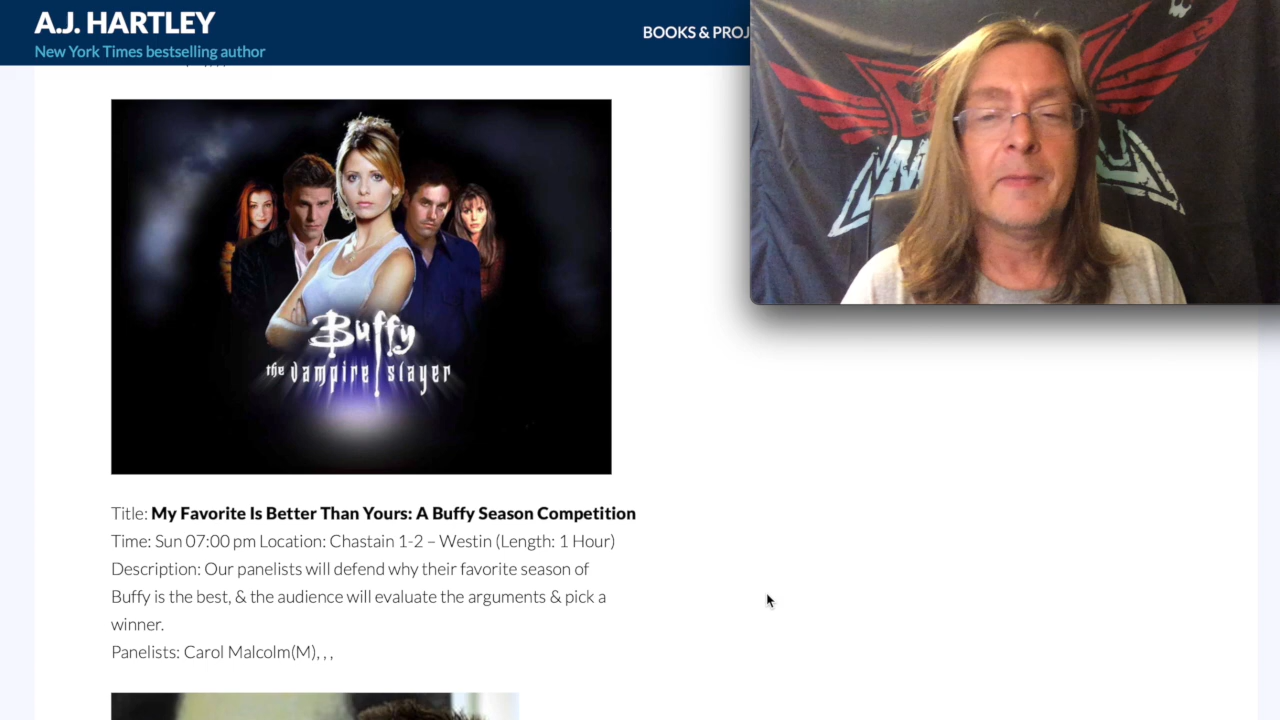 A.J. HARTLEY
New York Times bestselling author
BOOKS & PROJ
Buffy
the vampire slayer
Title: My Favorite Is Better Than Yours: A Buffy Season Competition
Time: Sun 07:00 pm Location: Chastain 1-2 – Westin (Length: 1 Hour)
Description: Our panelists will defend why their favorite season of
Buffy is the best, & the audience will evaluate the arguments & pick a
winner.
Panelists: Carol Malcolm(M), , ,